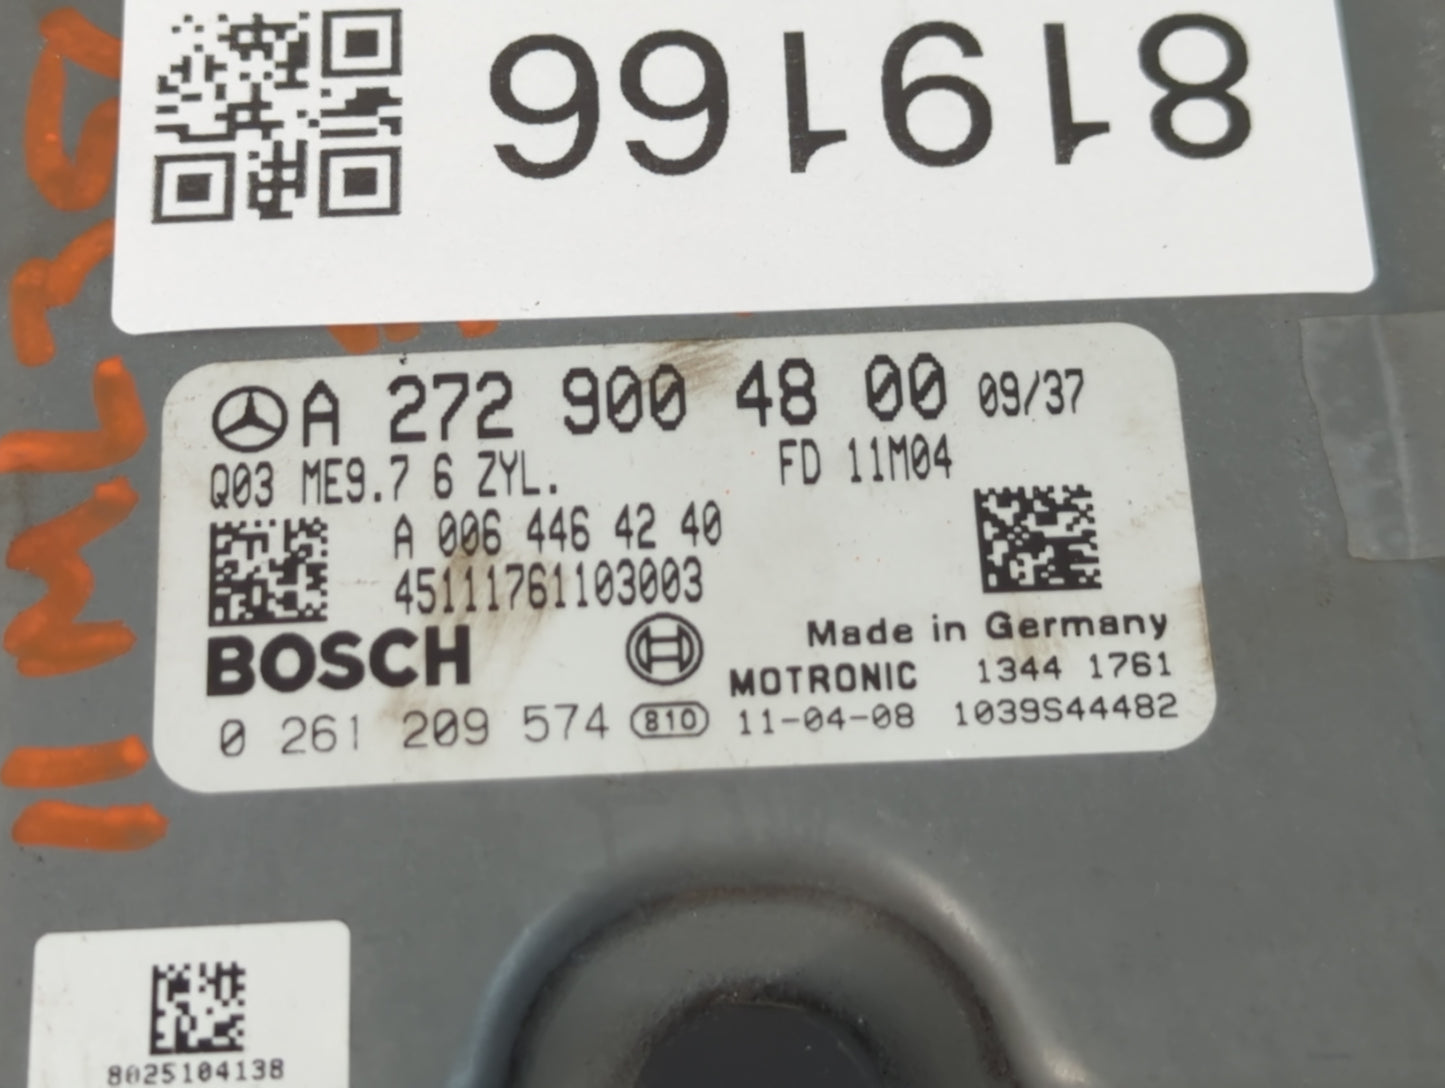 819166
A 272 900 48 00 09/37
Q03 ME9.7 6 ZYL. FD 11M04
A 006 446 42 40
45111761103003
BOSCH
Made in Germany
MOTRONIC 1344 1761
0 261 209 574 810 11-04-08 1039S44482
8025104138